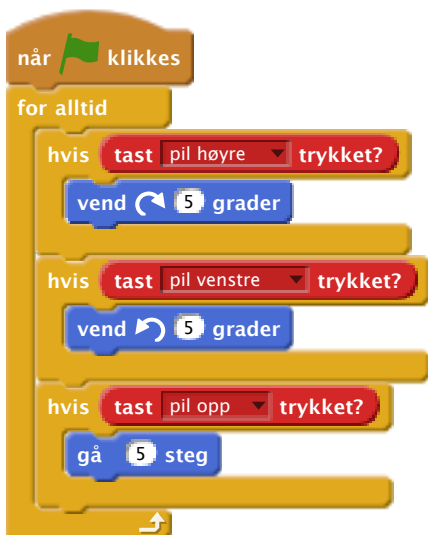 når klikkes
for alltid
hvis tast pil høyre trykket?
vend 5 grader
hvis tast pil venstre trykket?
vend 5 grader
hvis tast pil opp trykket?
gå 5 steg